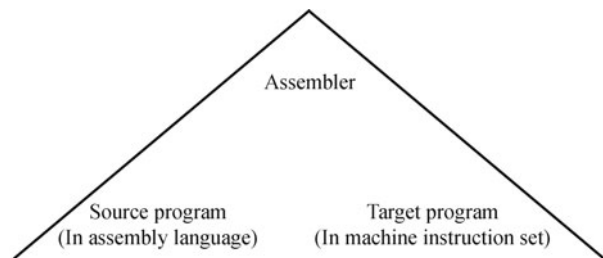 Assembler
Source program
(In assembly language)
Target program
(In machine instruction set)